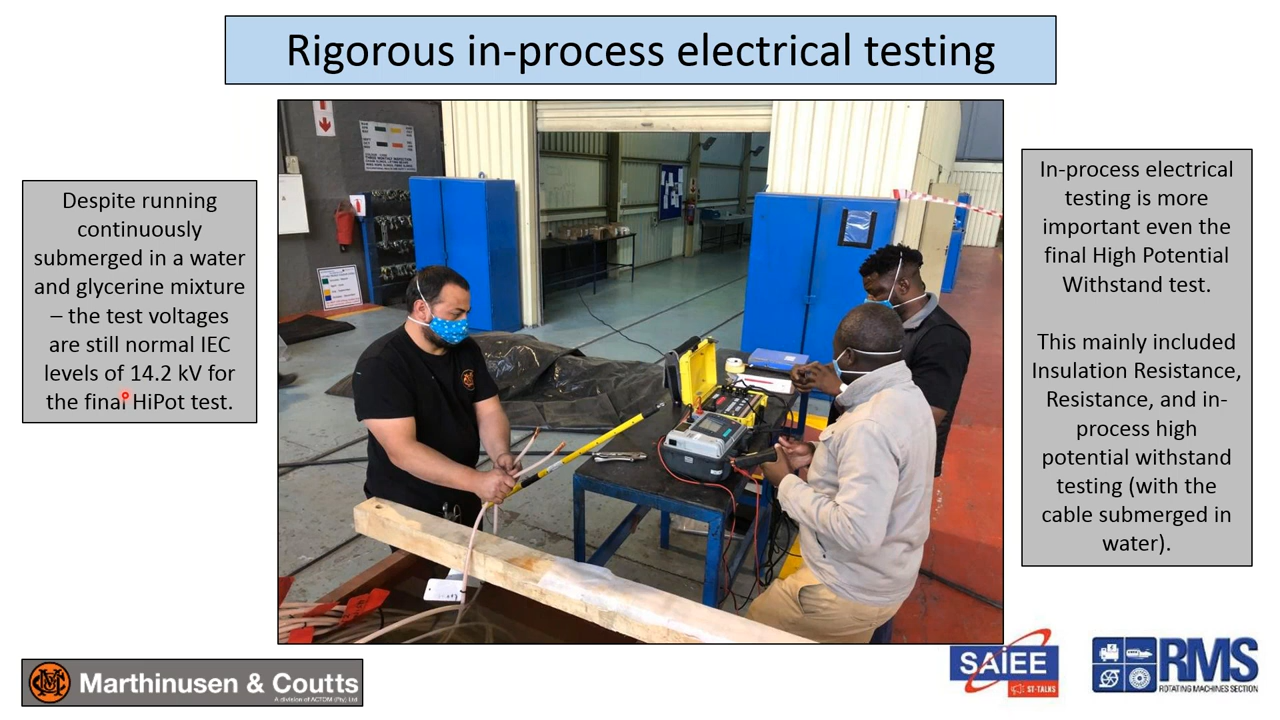 Rigorous in-process electrical testing
Despite running
continuously
submerged in a water
and glycerine mixture
– the test voltages
are still normal IEC
levels of 14.2 kV for
the final HiPot test.
In-process electrical
testing is more
important even the
final High Potential
Withstand test.
This mainly included
Insulation Resistance,
Resistance, and in-
process high
potential withstand
testing (with the
cable submerged in
water).
Marthinusen & Coutts
A division of ACTOM (Pty) Ltd
SAIEE
ST-TALKS
RMS
ROTATING MACHINES SECTION